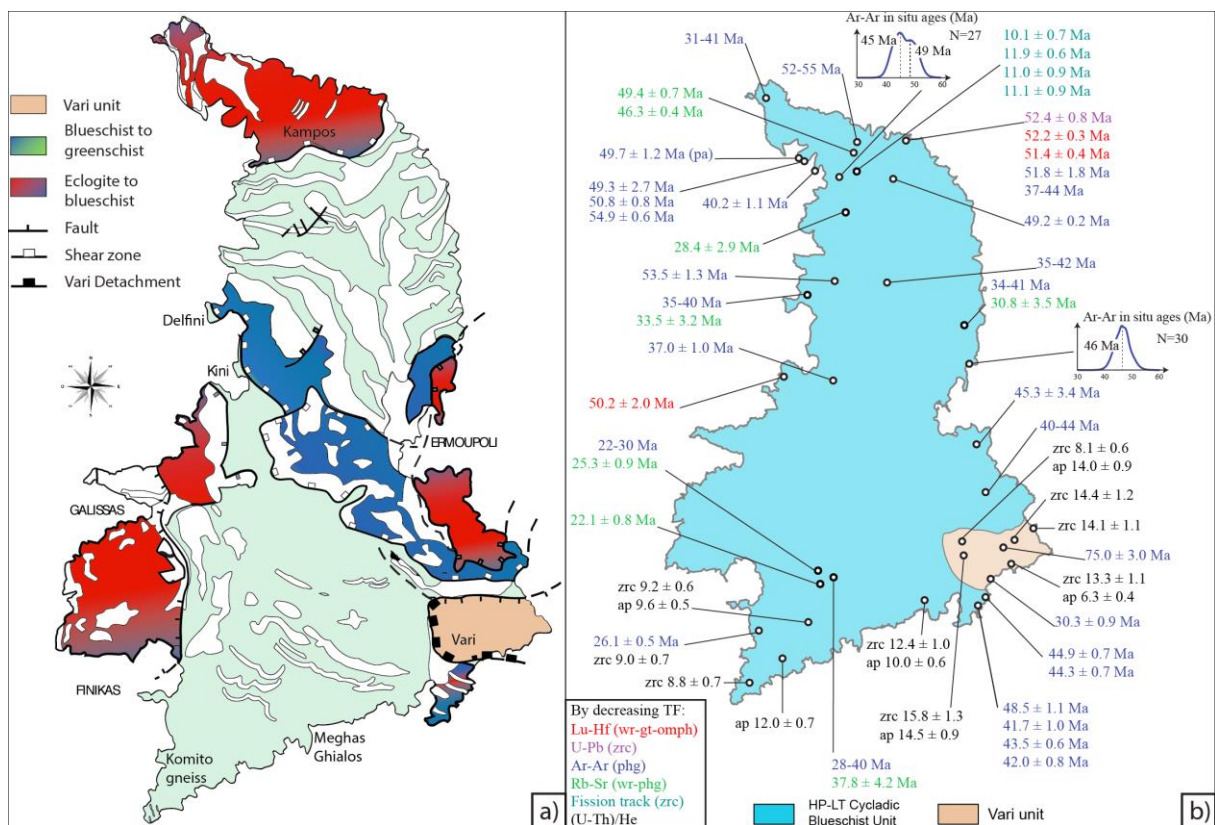 Vari unit
Blueschist to
greenschist
Eclogite to
blueschist
Fault
Shear zone
Vari Detachment
Kampos
Delfini
Kini
ERMOUPOLI
GALISSAS
FINIKAS
Vari
Meghas
Ghialos
Komito
gneiss
a)
Ar-Ar in situ ages (Ma)
45 Ma
49 Ma
N=27
30 40 50 60
31-41 Ma
52-55 Ma
10.1 ± 0.7 Ma
11.9 ± 0.6 Ma
11.0 ± 0.9 Ma
11.1 ± 0.9 Ma
49.4 ± 0.7 Ma
46.3 ± 0.4 Ma
52.4 ± 0.8 Ma
52.2 ± 0.3 Ma
51.4 ± 0.4 Ma
51.8 ± 1.8 Ma
37-44 Ma
49.7 ± 1.2 Ma (pa)
49.3 ± 2.7 Ma
50.8 ± 0.8 Ma
54.9 ± 0.6 Ma
40.2 ± 1.1 Ma
49.2 ± 0.2 Ma
28.4 ± 2.9 Ma
53.5 ± 1.3 Ma
35-42 Ma
35-40 Ma
33.5 ± 3.2 Ma
34-41 Ma
30.8 ± 3.5 Ma
Ar-Ar in situ ages (Ma)
46 Ma
N=30
30 40 50 60
37.0 ± 1.0 Ma
50.2 ± 2.0 Ma
45.3 ± 3.4 Ma
40-44 Ma
22-30 Ma
25.3 ± 0.9 Ma
zrc 8.1 ± 0.6
ap 14.0 ± 0.9
zrc 14.4 ± 1.2
22.1 ± 0.8 Ma
zrc 14.1 ± 1.1
75.0 ± 3.0 Ma
zrc 9.2 ± 0.6
ap 9.6 ± 0.5
zrc 13.3 ± 1.1
ap 6.3 ± 0.4
30.3 ± 0.9 Ma
26.1 ± 0.5 Ma
zrc 9.0 ± 0.7
zrc 12.4 ± 1.0
ap 10.0 ± 0.6
44.9 ± 0.7 Ma
44.3 ± 0.7 Ma
zrc 8.8 ± 0.7
ap 12.0 ± 0.7
zrc 15.8 ± 1.3
ap 14.5 ± 0.9
48.5 ± 1.1 Ma
41.7 ± 1.0 Ma
43.5 ± 0.6 Ma
42.0 ± 0.8 Ma
28-40 Ma
37.8 ± 4.2 Ma
By decreasing TF:
Lu-Hf (wr-gt-omph)
U-Pb (zrc)
Ar-Ar (phg)
Rb-Sr (wr-phg)
Fission track (zrc)
(U-Th)/He
HP-LT Cycladic
Blueschist Unit
Vari unit
b)